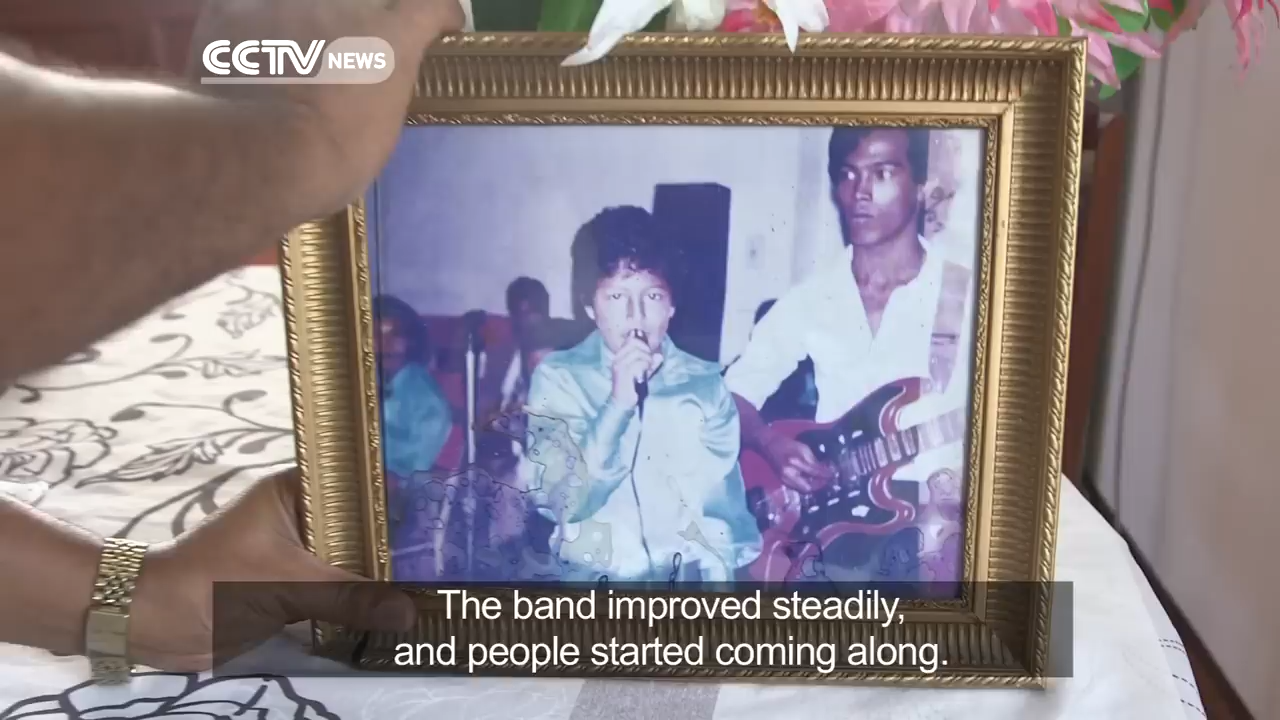 CCTV NEWS
The band improved steadily,
and people started coming along.